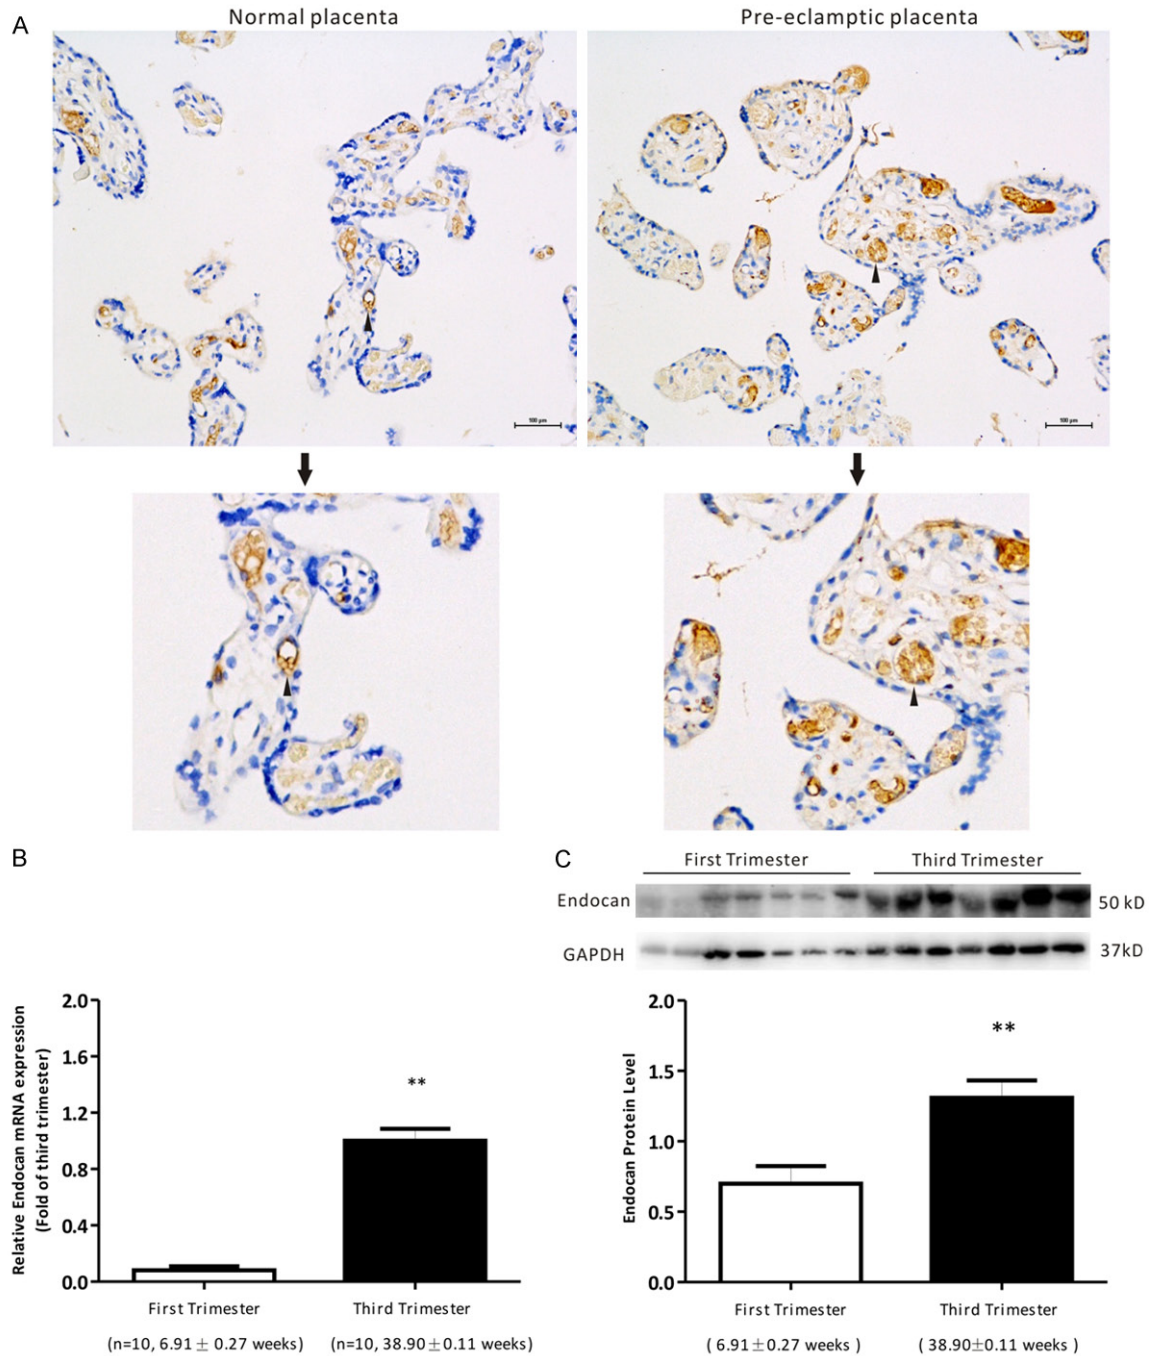 A
Normal placenta
Pre-eclamptic placenta
100 μm
100 μm
B
C
First Trimester
Third Trimester
Endocan
50 kD
GAPDH
37kD
Relative Endocan mRNA expression
(Fold of third trimester)
2.0
1.6
1.2
0.8
0.4
0.0
**
First Trimester
Third Trimester
(n=10, 6.91±0.27 weeks)
(n=10, 38.90±0.11 weeks)
Endocan Protein Level
2.0
1.5
1.0
0.5
0.0
**
First Trimester
Third Trimester
( 6.91±0.27 weeks )
( 38.90±0.11 weeks )